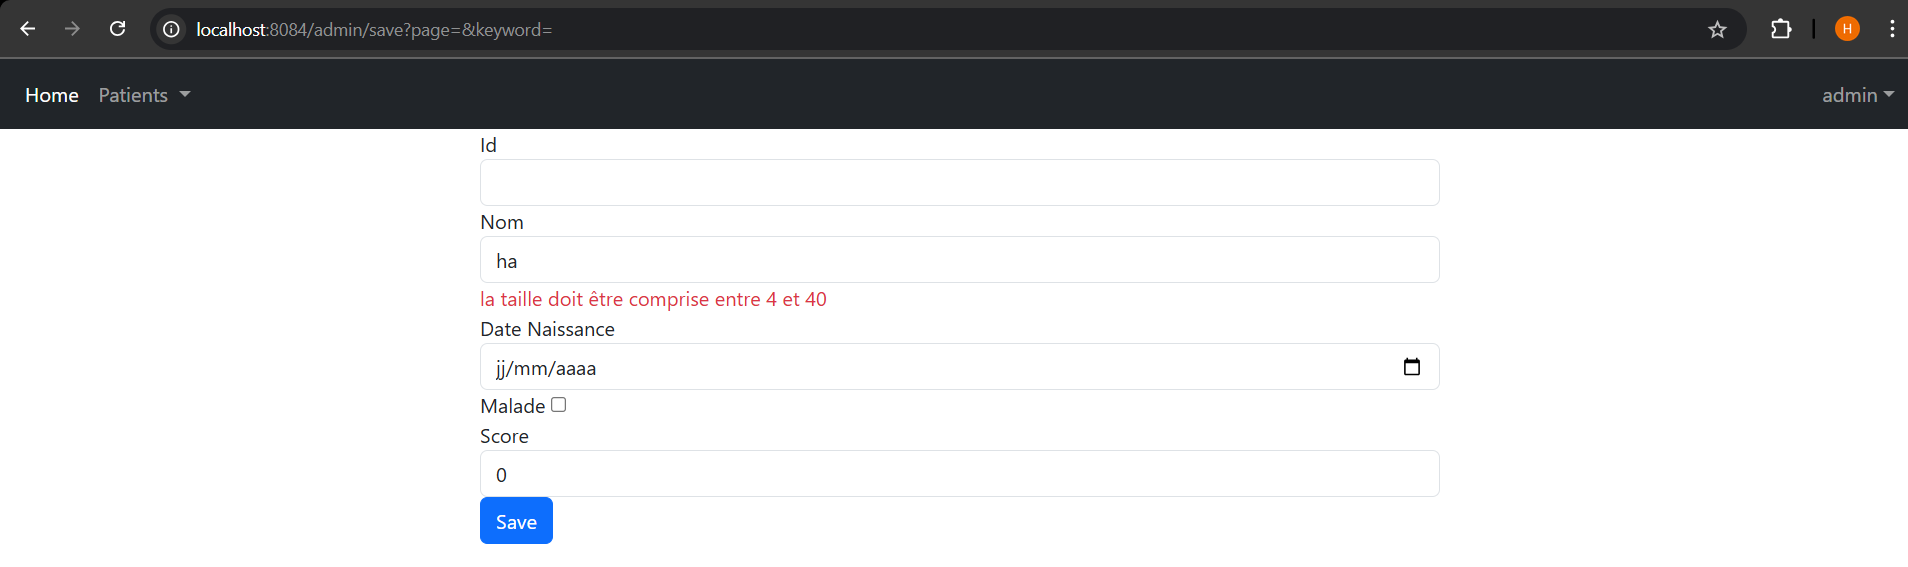 localhost:8084/admin/save?page=&keyword=
H
Home Patients admin
Id
Nom
ha
la taille doit être comprise entre 4 et 40
Date Naissance
jj/mm/aaaa
Malade
Score
0
Save